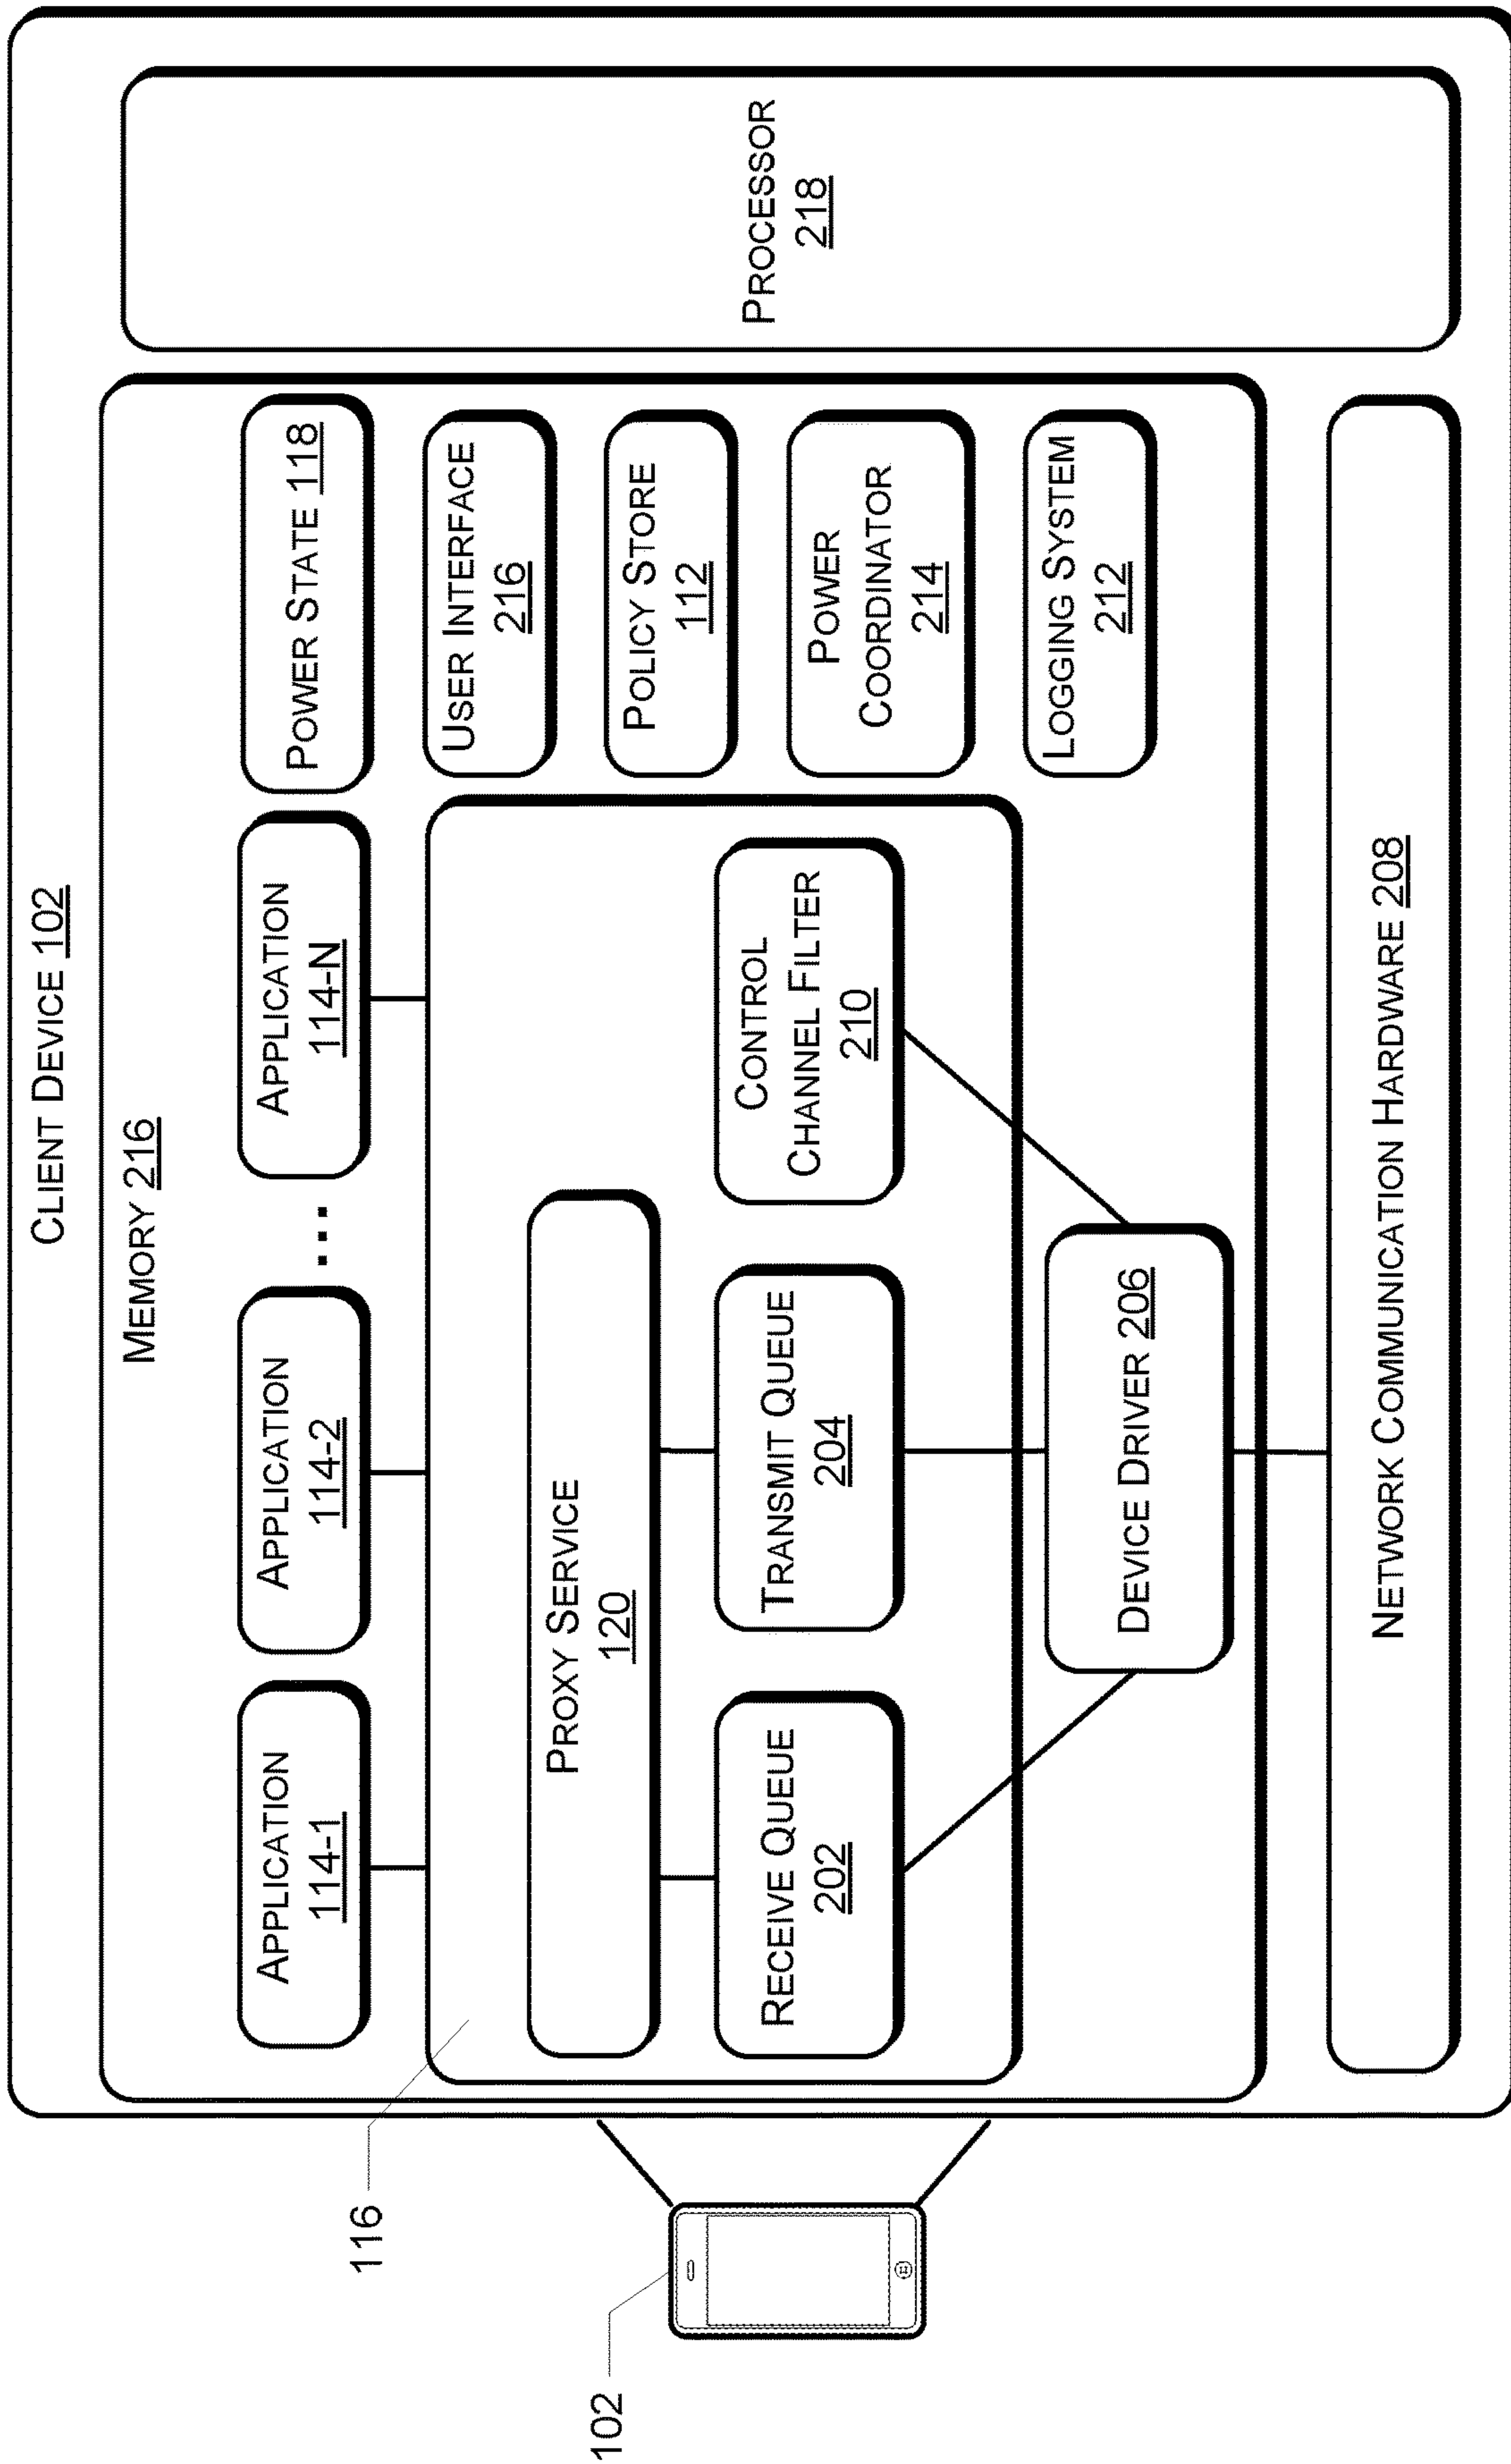 CLIENT DEVICE 102
MEMORY 216
APPLICATION
114-1
APPLICATION
114-2
...
APPLICATION
114-N
POWER STATE 118
USER INTERFACE
216
POLICY STORE
112
POWER
COORDINATOR
214
LOGGING SYSTEM
212
PROCESSOR
218
116
PROXY SERVICE
120
RECEIVE QUEUE
202
TRANSMIT QUEUE
204
CONTROL
CHANNEL FILTER
210
DEVICE DRIVER 206
NETWORK COMMUNICATION HARDWARE 208
102